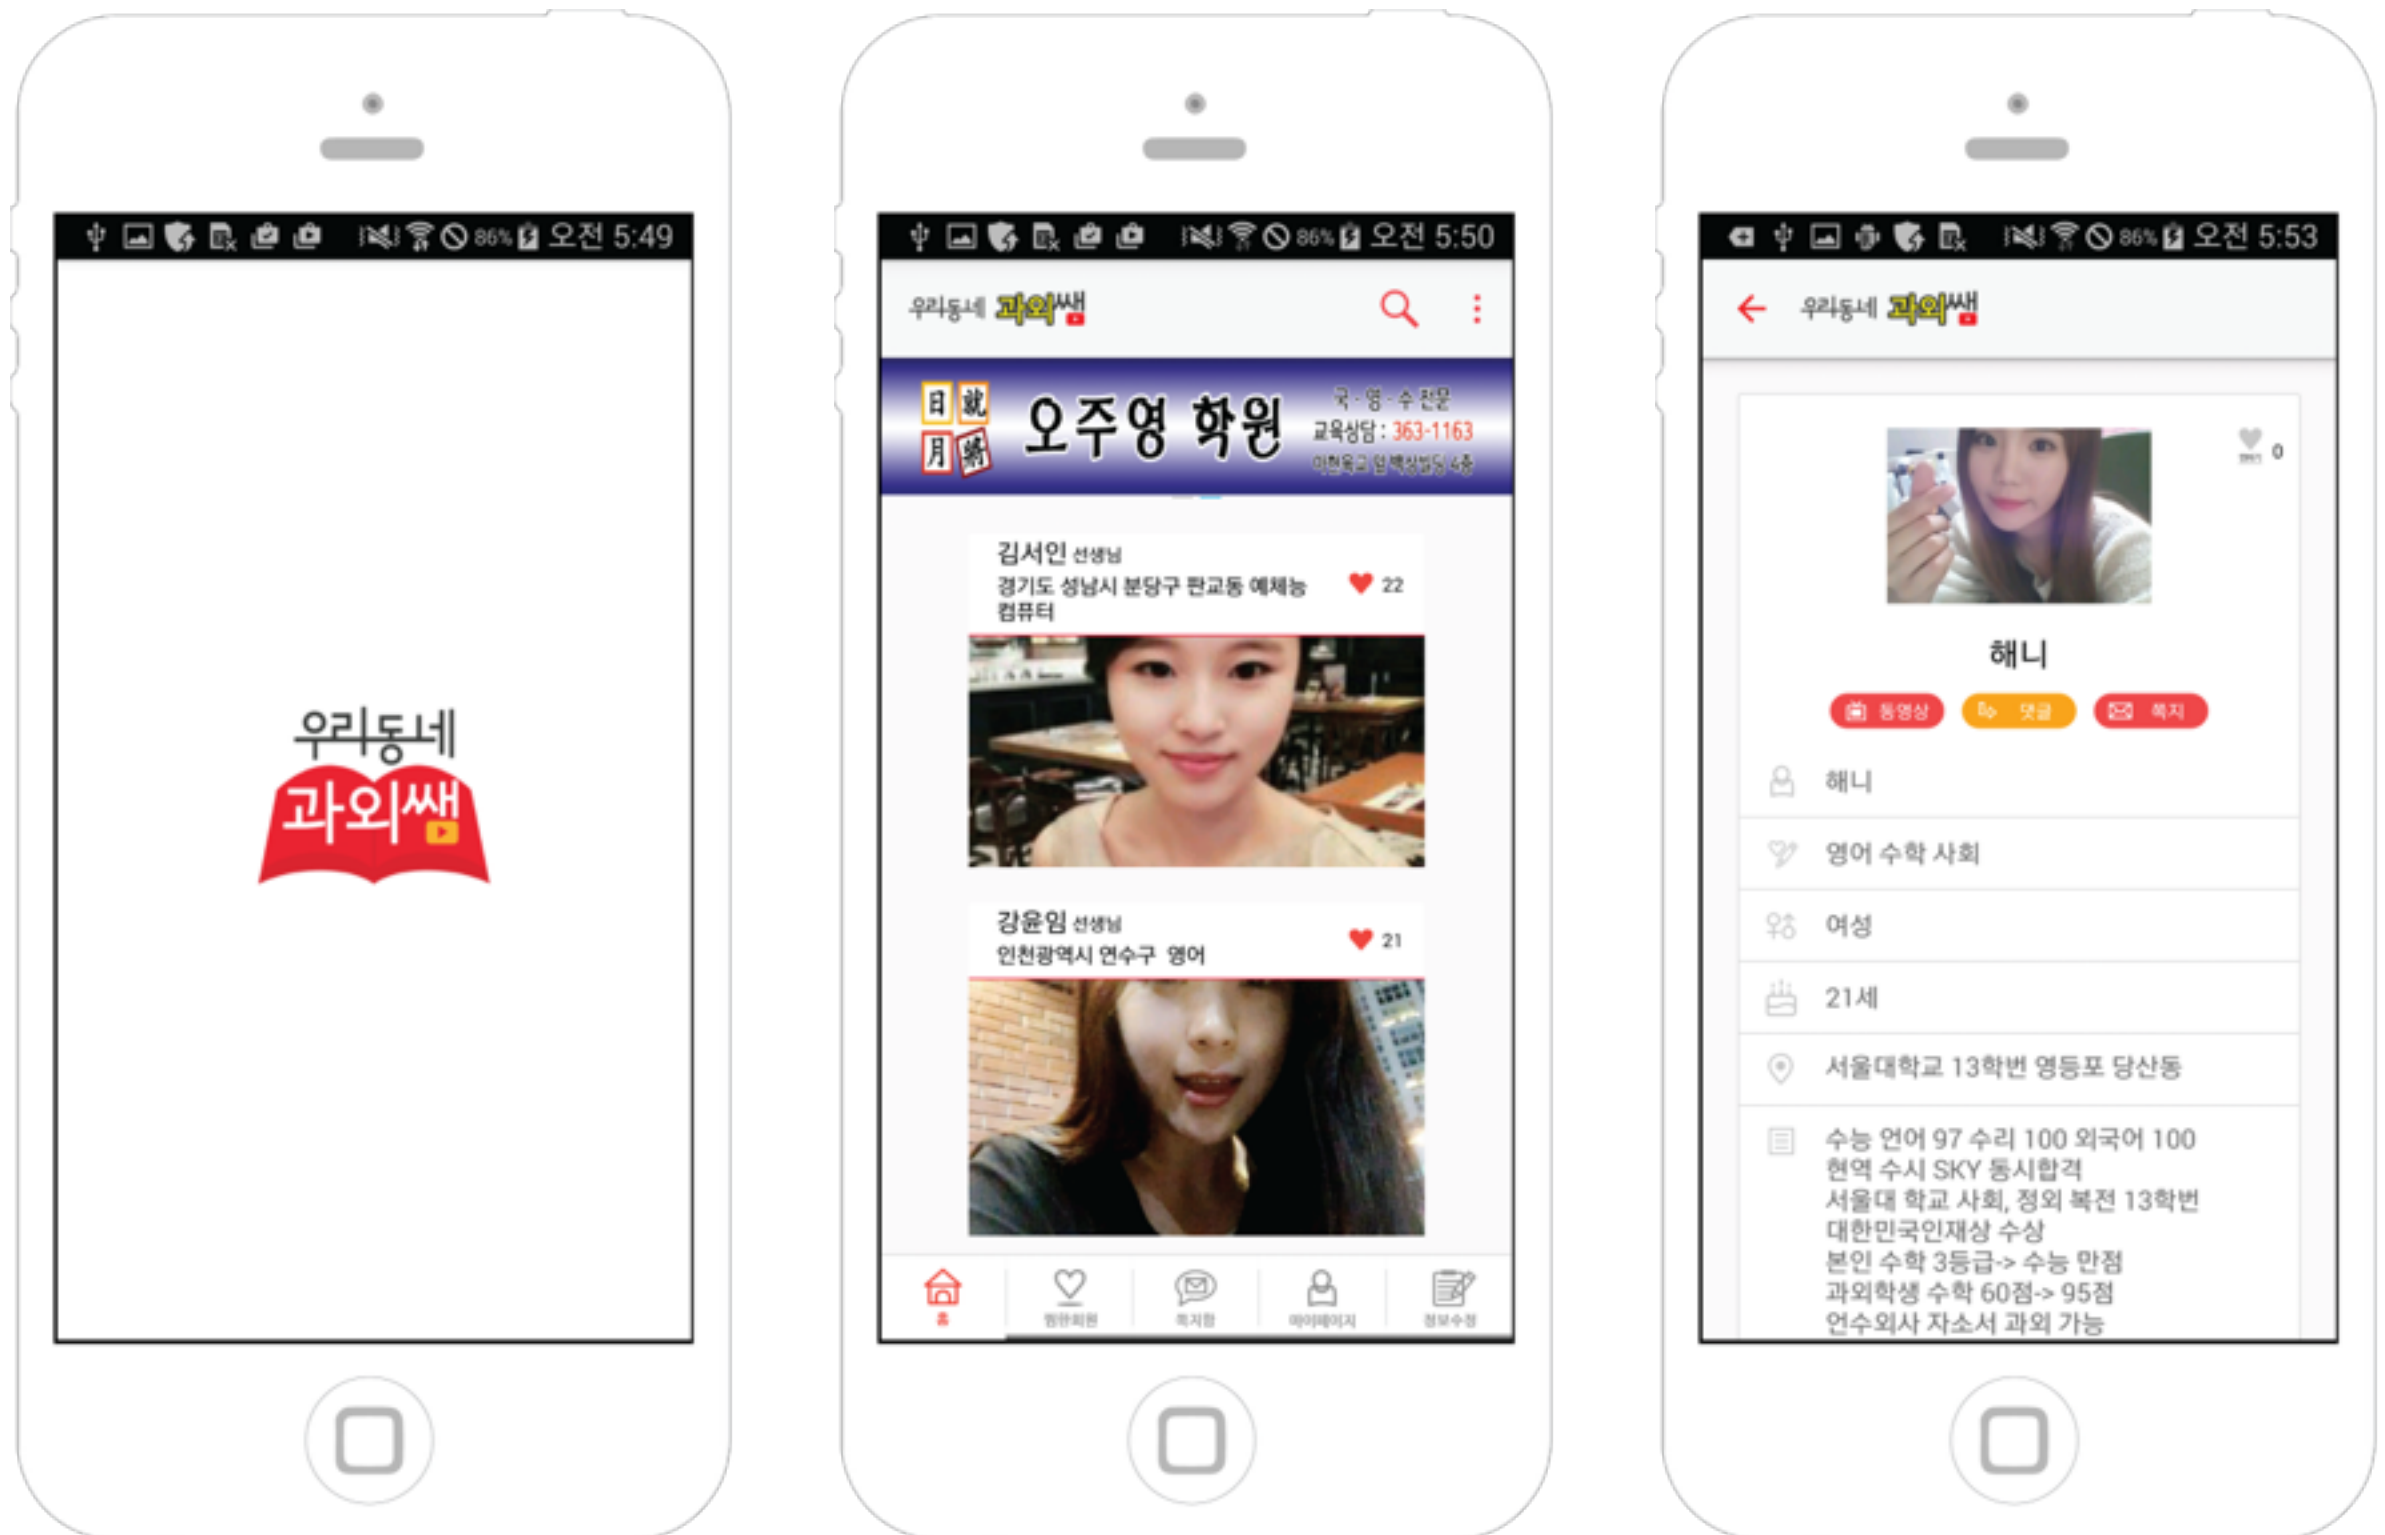 86% 오전 5:49
우리동네
과외쌤
86% 오전 5:50
우리동네 과외쌤
日就
月將
오주영 학원
국 - 영 - 수 전문
교육상담 : 363-1163
김서인 선생님
경기도 성남시 분당구 판교동 예체능
컴퓨터
22
강윤임 선생님
인천광역시 연수구 영어
21
홈
찜한회원
쪽지함
마이페이지
정보수정
86% 오전 5:53
우리동네 과외쌤
0
해니
동영상
댓글
쪽지
해니
영어 수학 사회
여성
21세
서울대학교 13학번 영등포 당산동
수능 언어 97 수리 100 외국어 100
현역 수시 SKY 동시합격
서울대 학교 사회, 정외 복전 13학번
대한민국인재상 수상
본인 수학 3등급-> 수능 만점
과외학생 수학 60점-> 95점
언수외사 자소서 과외 가능